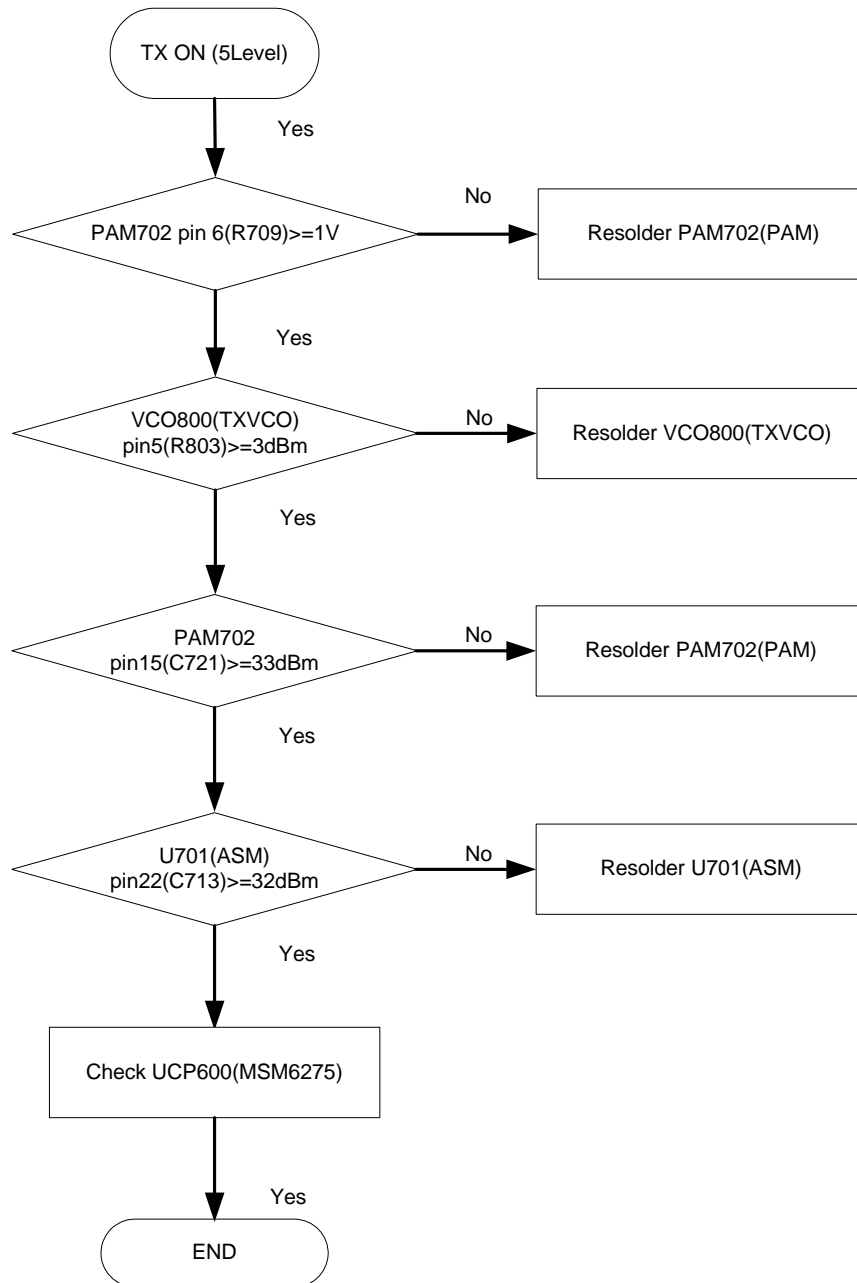 TX ON (5Level)
Yes
PAM702 pin 6(R709)>=1V
No
Resolder PAM702(PAM)
Yes
VCO800(TXVCO)
pin5(R803)>=3dBm
No
Resolder VCO800(TXVCO)
Yes
PAM702
pin15(C721)>=33dBm
No
Resolder PAM702(PAM)
Yes
U701(ASM)
pin22(C713)>=32dBm
No
Resolder U701(ASM)
Yes
Check UCP600(MSM6275)
Yes
END